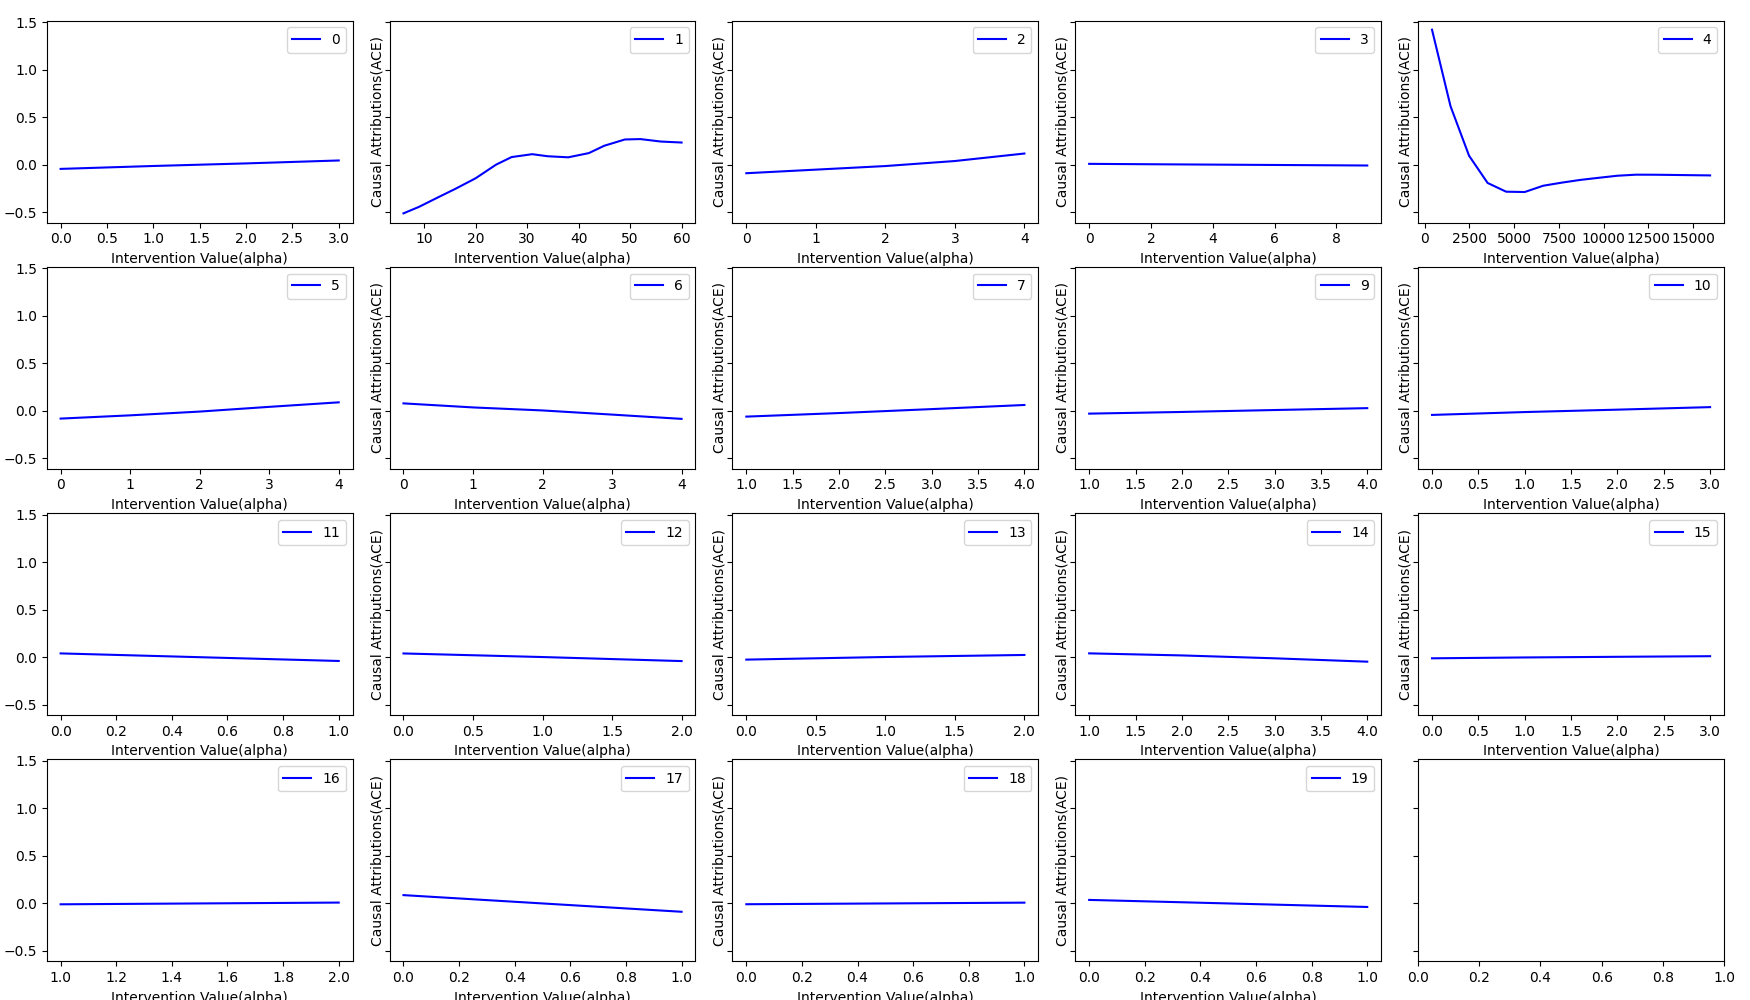 1.5
1.0
0.5
0.0
−0.5
0
0.0 0.5 1.0 1.5 2.0 2.5 3.0
Intervention Value(alpha)
Causal Attributions(ACE)
1
10 20 30 40 50 60
Intervention Value(alpha)
Causal Attributions(ACE)
2
0 1 2 3 4
Intervention Value(alpha)
Causal Attributions(ACE)
3
0 2 4 6 8
Intervention Value(alpha)
Causal Attributions(ACE)
4
0 2500 5000 7500 10000 12500 15000
Intervention Value(alpha)
1.5
1.0
0.5
0.0
−0.5
5
0 1 2 3 4
Intervention Value(alpha)
Causal Attributions(ACE)
6
0 1 2 3 4
Intervention Value(alpha)
Causal Attributions(ACE)
7
1.0 1.5 2.0 2.5 3.0 3.5 4.0
Intervention Value(alpha)
Causal Attributions(ACE)
9
1.0 1.5 2.0 2.5 3.0 3.5 4.0
Intervention Value(alpha)
Causal Attributions(ACE)
10
0.0 0.5 1.0 1.5 2.0 2.5 3.0
Intervention Value(alpha)
1.5
1.0
0.5
0.0
−0.5
11
0.0 0.2 0.4 0.6 0.8 1.0
Intervention Value(alpha)
Causal Attributions(ACE)
12
0.0 0.5 1.0 1.5 2.0
Intervention Value(alpha)
Causal Attributions(ACE)
13
0.0 0.5 1.0 1.5 2.0
Intervention Value(alpha)
Causal Attributions(ACE)
14
1.0 1.5 2.0 2.5 3.0 3.5 4.0
Intervention Value(alpha)
Causal Attributions(ACE)
15
0.0 0.5 1.0 1.5 2.0 2.5 3.0
Intervention Value(alpha)
1.5
1.0
0.5
0.0
−0.5
16
1.0 1.2 1.4 1.6 1.8 2.0
Intervention Value(alpha)
Causal Attributions(ACE)
17
0.0 0.2 0.4 0.6 0.8 1.0
Intervention Value(alpha)
Causal Attributions(ACE)
18
0.0 0.2 0.4 0.6 0.8 1.0
Intervention Value(alpha)
Causal Attributions(ACE)
19
0.0 0.2 0.4 0.6 0.8 1.0
Intervention Value(alpha)
0.0 0.2 0.4 0.6 0.8 1.0